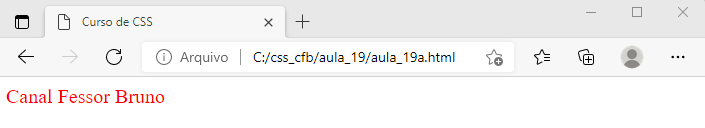 Curso de CSS
Arquivo C:/css_cfb/aula_19/aula_19a.html
Canal Fessor Bruno